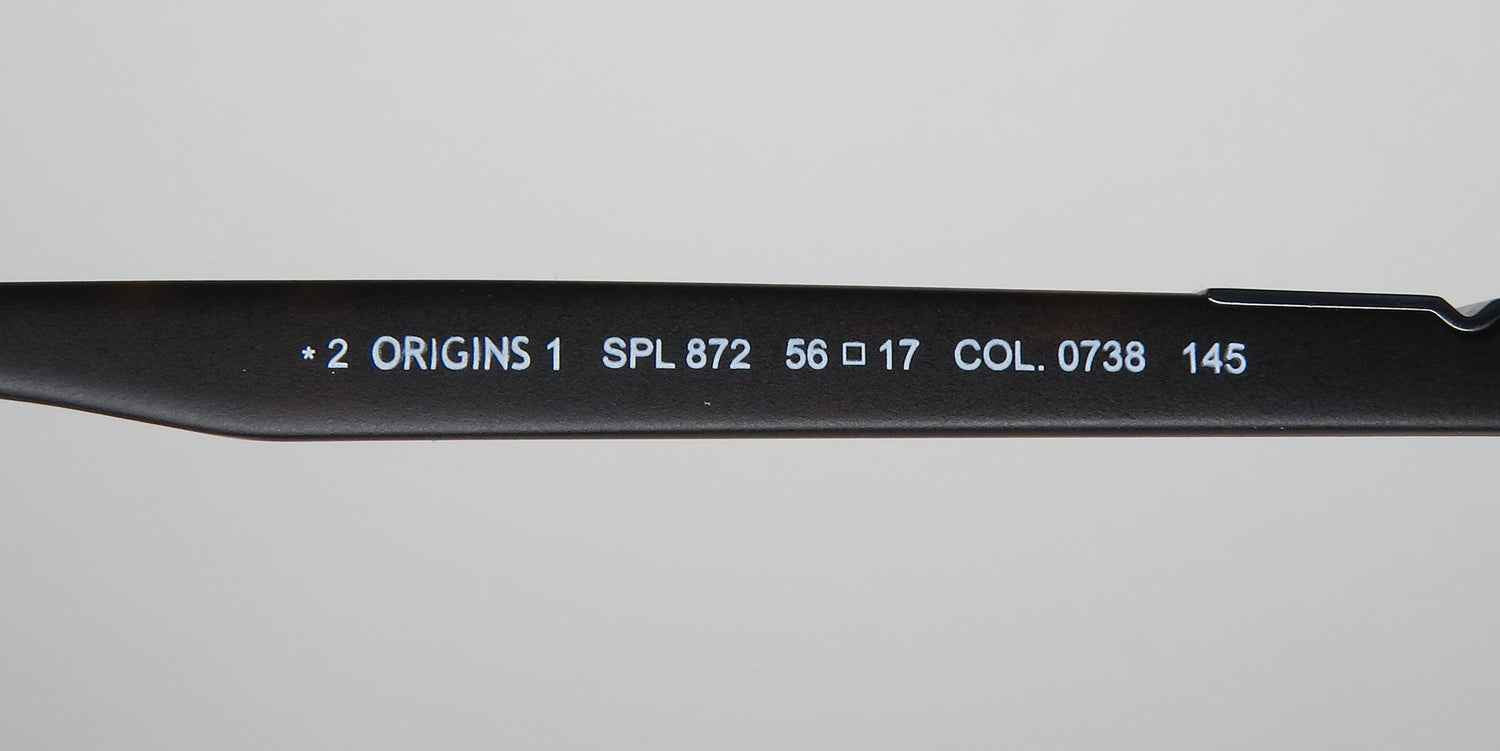 * 2 ORIGINS 1 SPL 872 56 □ 17 COL. 0738 145